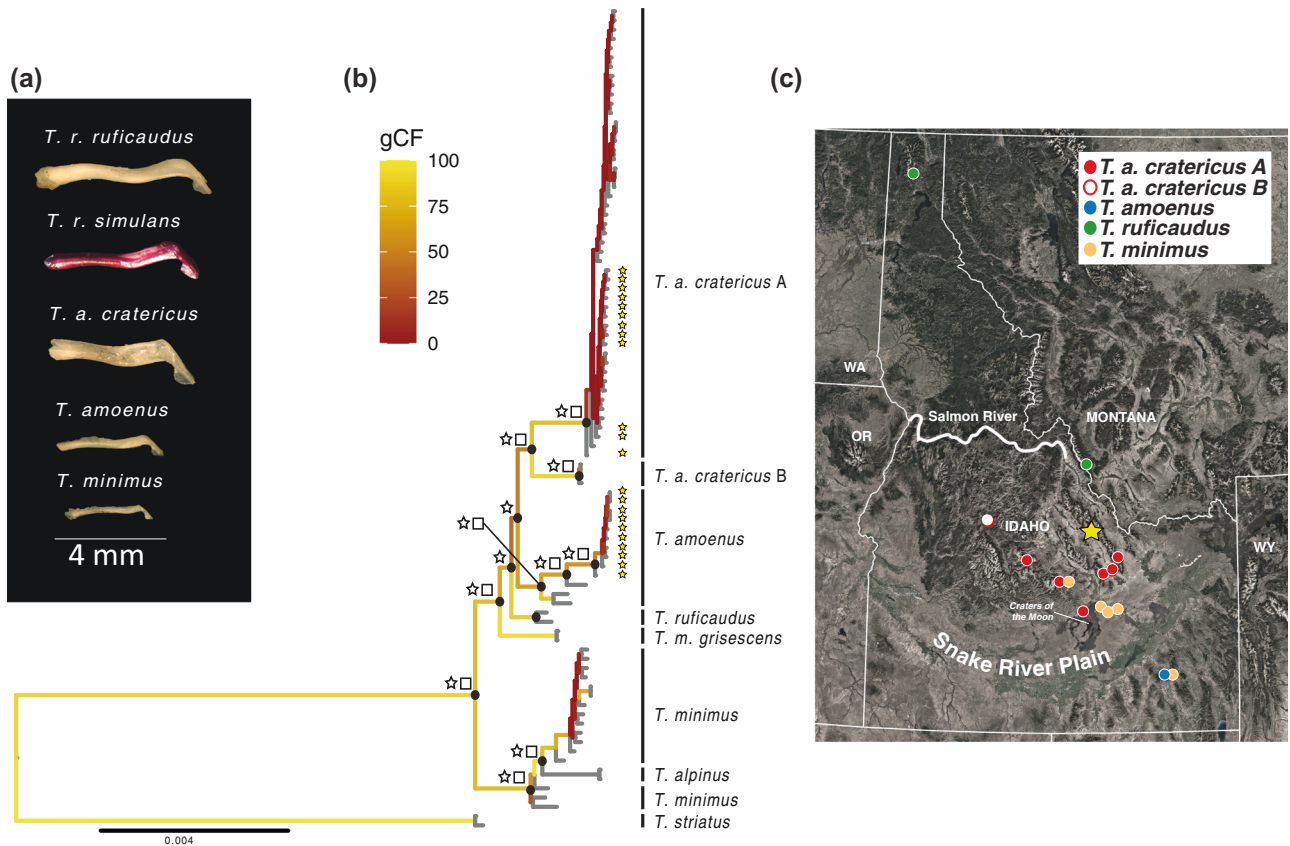 (a)
T. r. ruficaudus
T. r. simulans
T. a. cratericus
T. amoenus
T. minimus
4 mm
(b)
gCF
100
75
50
25
0
T. a. cratericus A
T. a. cratericus B
T. amoenus
T. ruficaudus
T. m. grisescens
T. minimus
T. alpinus
T. minimus
T. striatus
0.004
(c)
T. a. cratericus A
T. a. cratericus B
T. amoenus
T. ruficaudus
T. minimus
WA
Salmon River
MONTANA
OR
IDAHO
WY
Craters of
the Moon
Snake River Plain